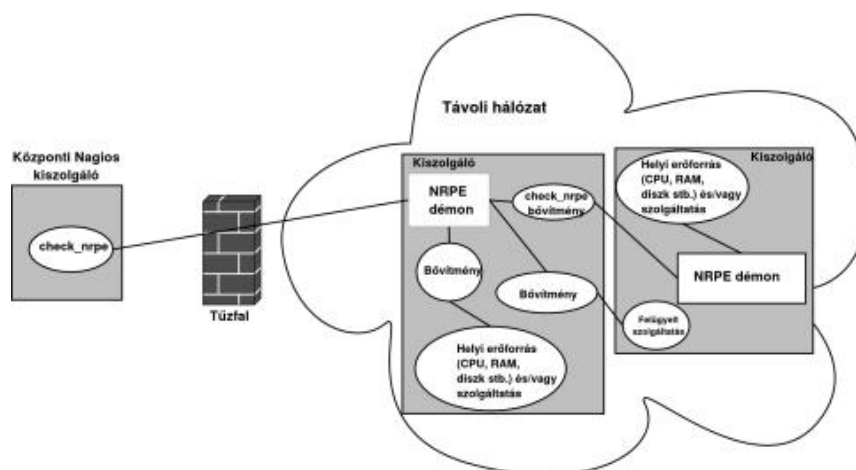 Távoli hálózat
Központi Nagios
kiszolgáló
check_nrpe
Tűzfal
Kiszolgáló
NRPE
démon
check_nrpe
bővítmény
Bővítmény
Bővítmény
Helyi erőforrás
(CPU, RAM,
diszk stb.) és/vagy
szolgáltatás
Kiszolgáló
Helyi erőforrás
(CPU, RAM,
diszk stb.) és/vagy
szolgáltatás
NRPE démon
Felügyelt
szolgáltatás